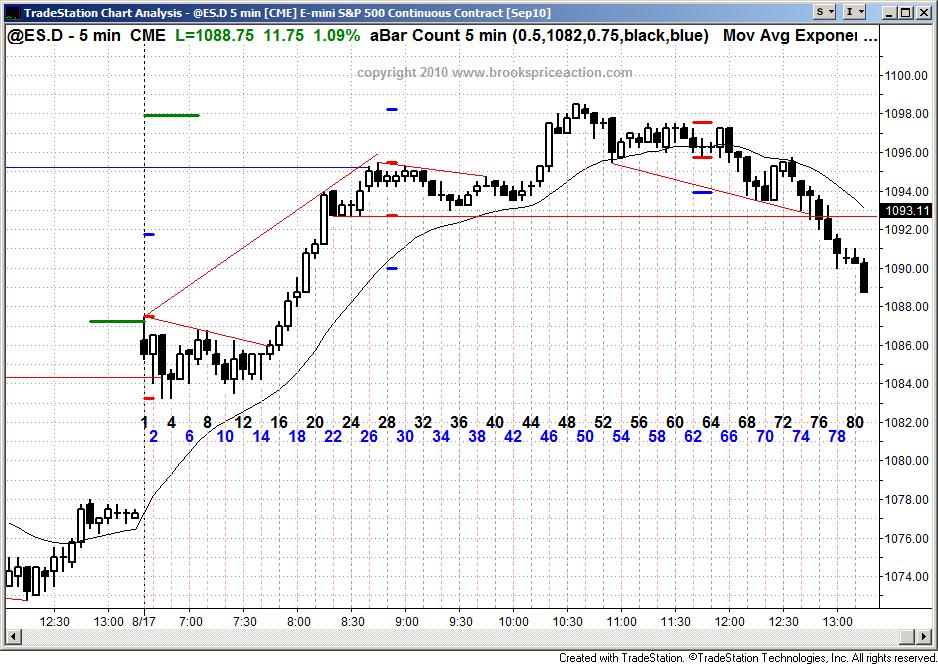 TradeStation Chart Analysis - @ES.D 5 min [CME] E-mini S&P 500 Continuous Contract [Sep10]
S I
@ES.D - 5 min CME L=1088.75 11.75 1.09% aBar Count 5 min (0.5,1082,0.75,black,blue) Mov Avg Exponer ...
copyright 2010 www.brookspriceaction.com
1100.00
1098.00
1096.00
1094.00
1093.11
1092.00
1090.00
1088.00
1086.00
1084.00
1082.00
1080.00
1078.00
1076.00
1074.00
1 4 8 12 16 20 24 28 32 36 40 44 48 52 56 60 64 68 72 76 80
2 6 10 14 18 22 26 30 34 38 42 46 50 54 58 62 66 70 74 78
12:30 13:00 8/17 7:00 7:30 8:00 8:30 9:00 9:30 10:00 10:30 11:00 11:30 12:00 12:30 13:00
Created with TradeStation. ©TradeStation Technologies, Inc. All rights reserved.